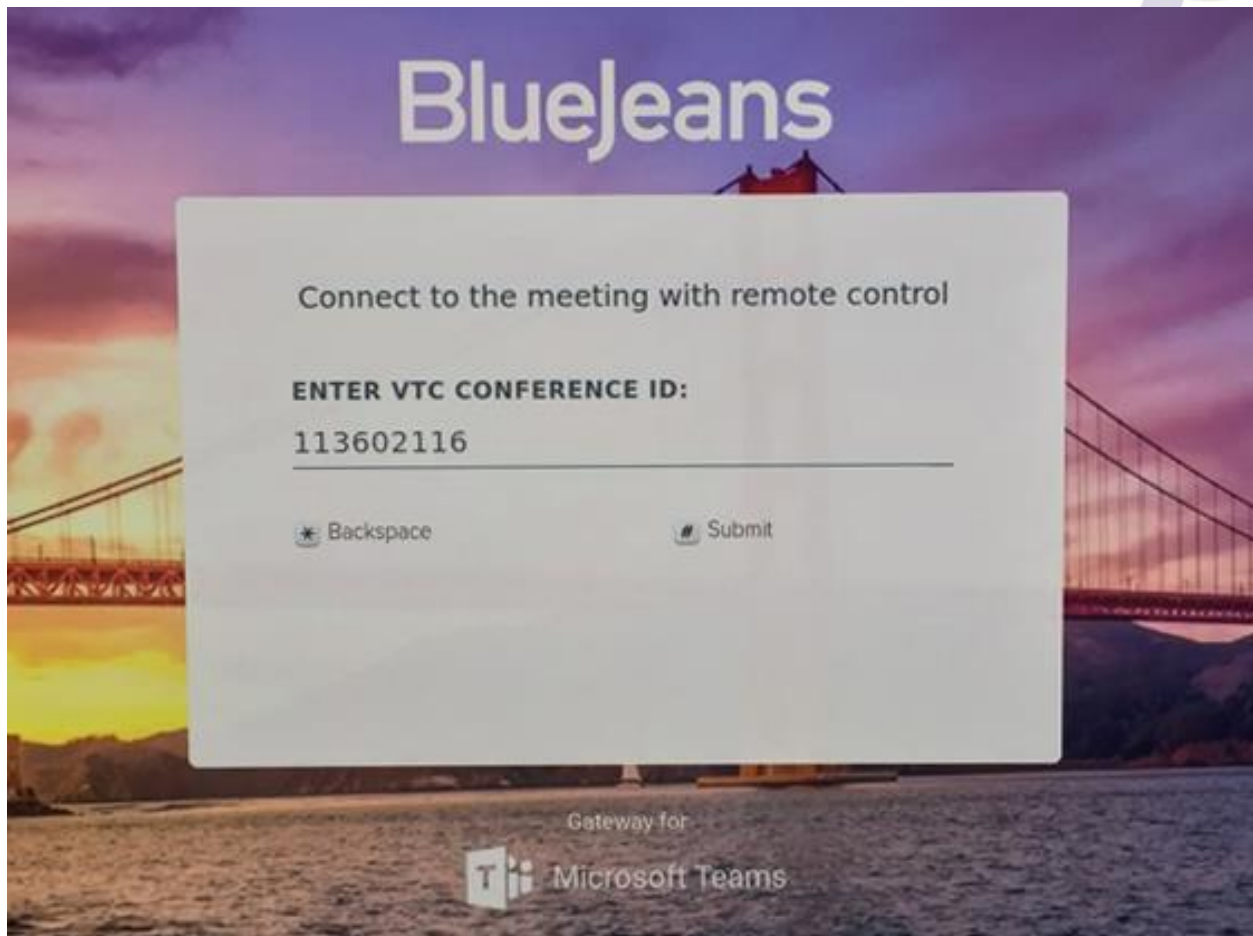 BlueJeans
Connect to the meeting with remote control
ENTER VTC CONFERENCE ID:
113602116
* Backspace
# Submit
Gateway for
T Microsoft Teams